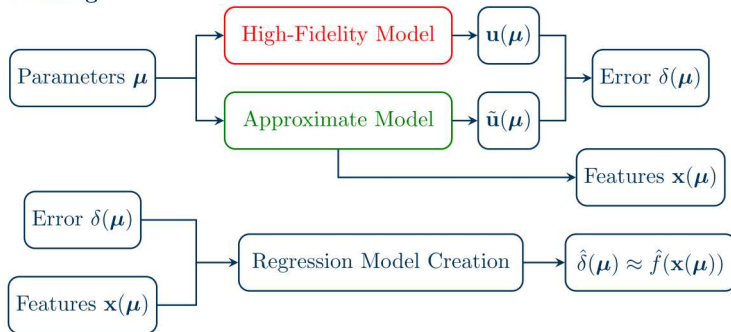 High-Fidelity Model
u(μ)
Parameters μ
Error δ(μ)
Approximate Model
ũ(μ)
Features x(μ)
Error δ(μ)
Regression Model Creation
δ̂(μ) ≈ f̂(x(μ))
Features x(μ)